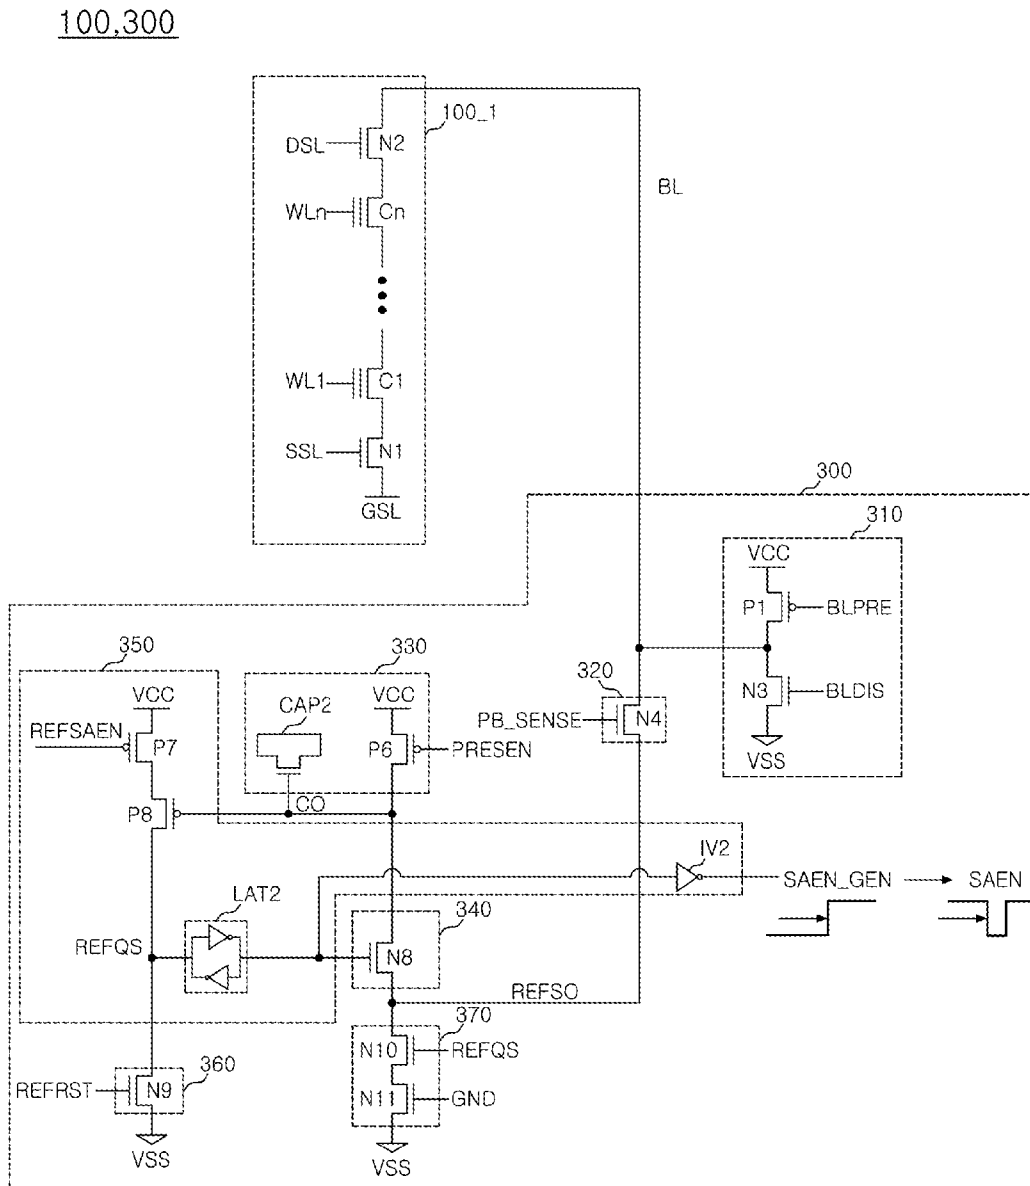 100,300
100_1
DSL
N2
BL
WLn
Cn
WL1
C1
SSL
N1
GSL
300
310
VCC
P1
BLPRE
350
330
320
N3
BLDIS
VCC
CAP2
VCC
PB_SENSE
N4
REFSAEN
P7
P6
PRESEN
VSS
P8
CO
IV2
SAEN_GEN
SAEN
LAT2
340
REFQS
N8
REFSO
370
N10
REFQS
360
REFRST
N9
N11
GND
VSS
VSS